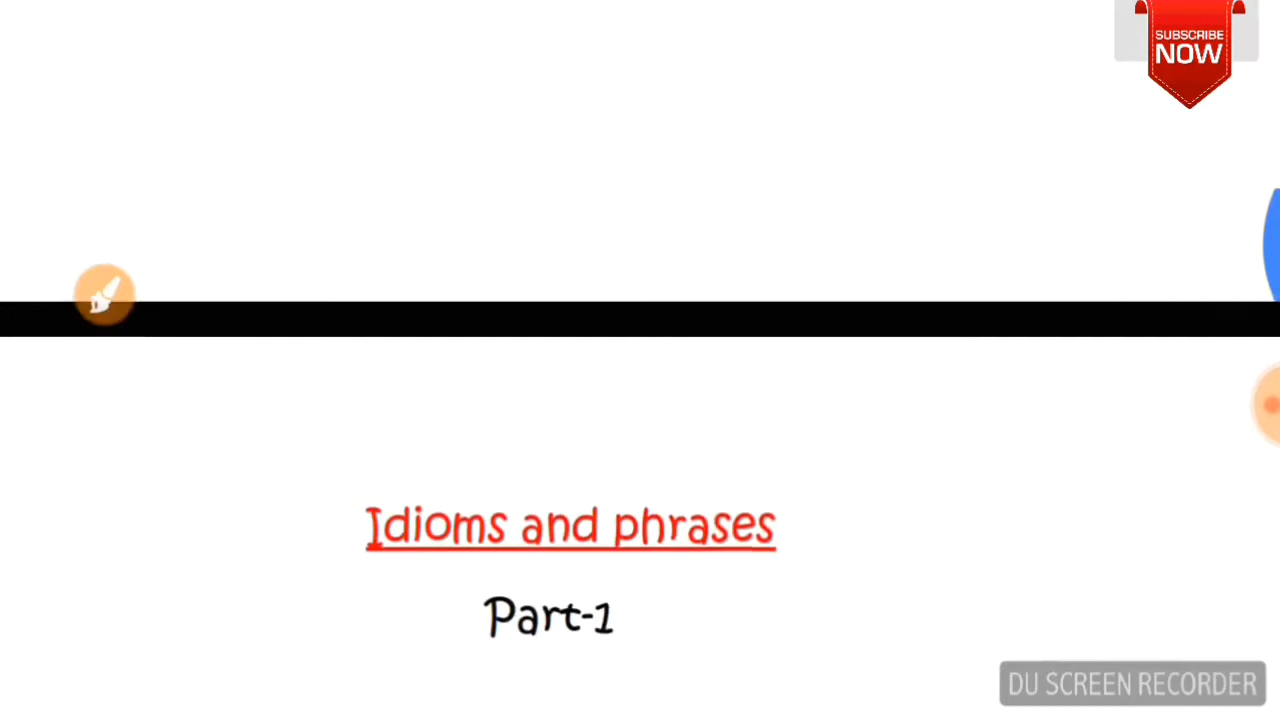 SUBSCRIBE
NOW
Idioms and phrases
Part-1
DU SCREEN RECORDER